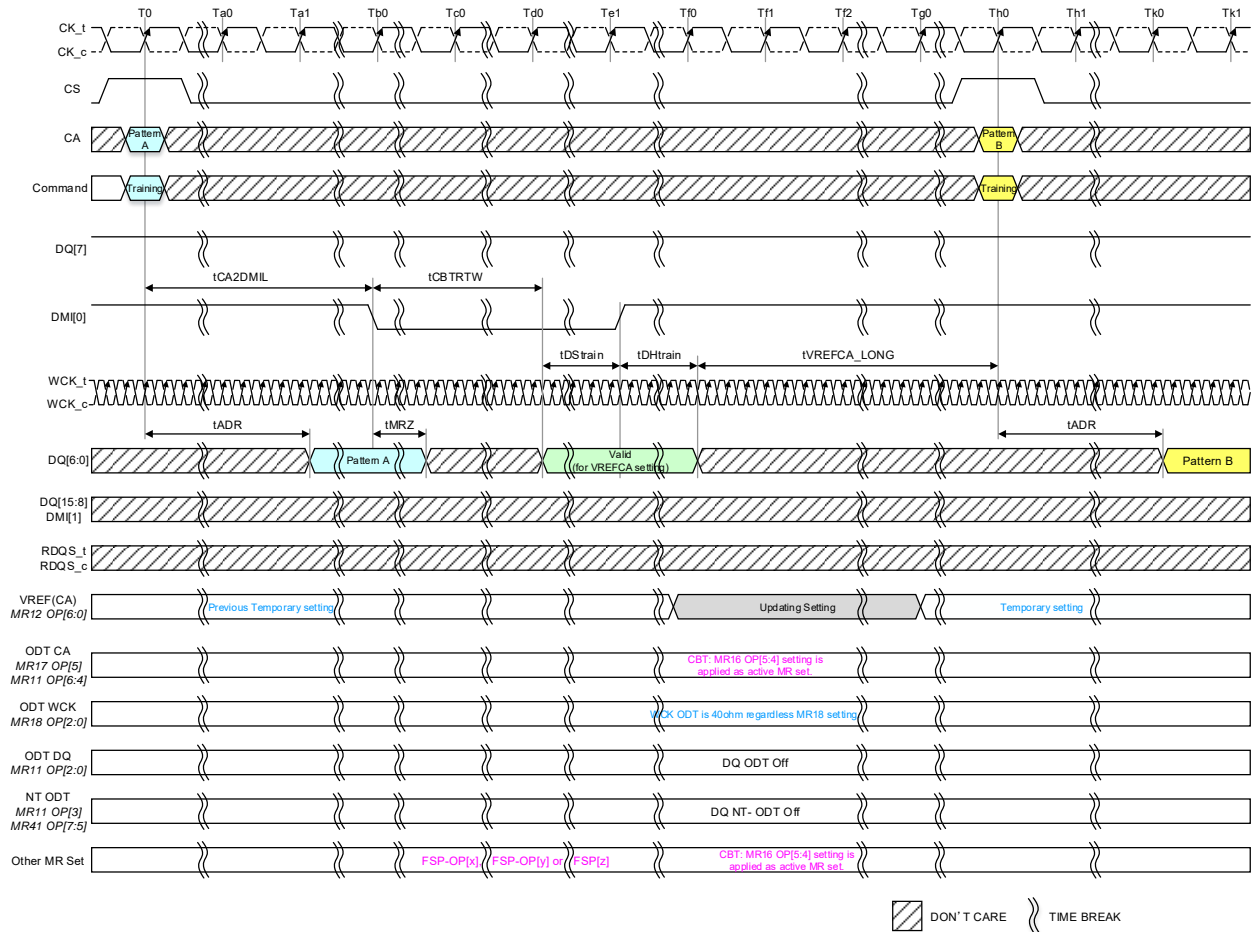 T0 Ta0 Ta1 Tb0 Tc0 Td0 Te1 Tf0 Tf1 Tf2 Tg0 Th0 Th1 Tk0 Tk1
CK_t
CK_c
CS
CA Pattern A Pattern B
Command Training Training
DQ[7]
tCA2DMIL tCBTRTW
DMI[0]
tDStrain tDHtrain tVREFCA_LONG
WCK_t
WCK_c
tADR tMRZ tADR
DQ[6:0] Pattern A Valid (for VREFCA setting) Pattern B
DQ[15:8]
DMI[1]
RDQS_t
RDQS_c
VREF(CA)
MR12 OP[6:0] Previous Temporary setting Updating Setting Temporary setting
ODT CA
MR17 OP[5]
MR11 OP[6:4]
CBT: MR16 OP[5:4] setting is
applied as active MR set.
ODT WCK
MR18 OP[2:0] WCK ODT is 40ohm regardless MR18 setting
ODT DQ
MR11 OP[2:0] DQ ODT Off
NT ODT
MR11 OP[3]
MR41 OP[7:5]
DQ NT- ODT Off
Other MR Set FSP-OP[x], FSP-OP[y] or FSP[z]
CBT: MR16 OP[5:4] setting is
applied as active MR set.
DON'T CARE TIME BREAK